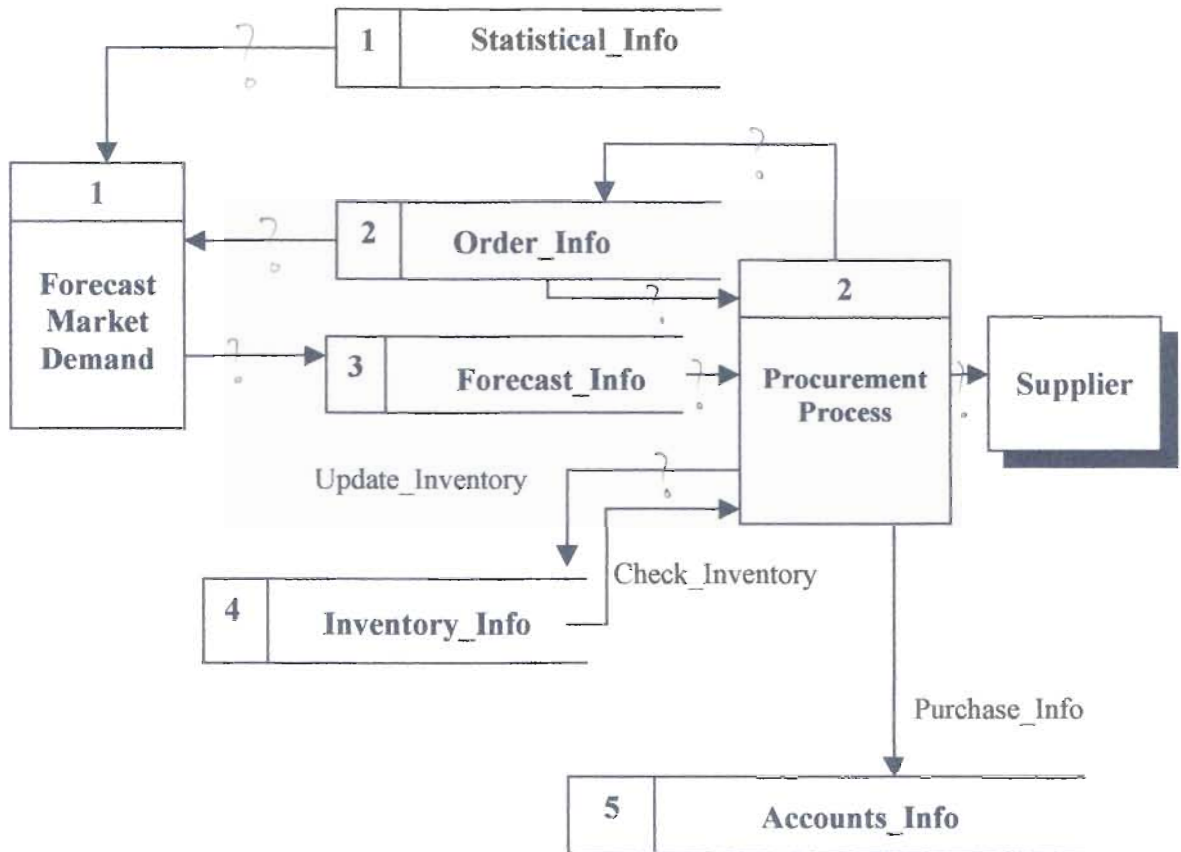 1 Statistical_Info
?
1
Forecast
Market
Demand
?
2 Order_Info
?
?
?
3 Forecast_Info
?
2
Procurement
Process
?
Supplier
Update_Inventory
?
Check_Inventory
4 Inventory_Info
Purchase_Info
5 Accounts_Info